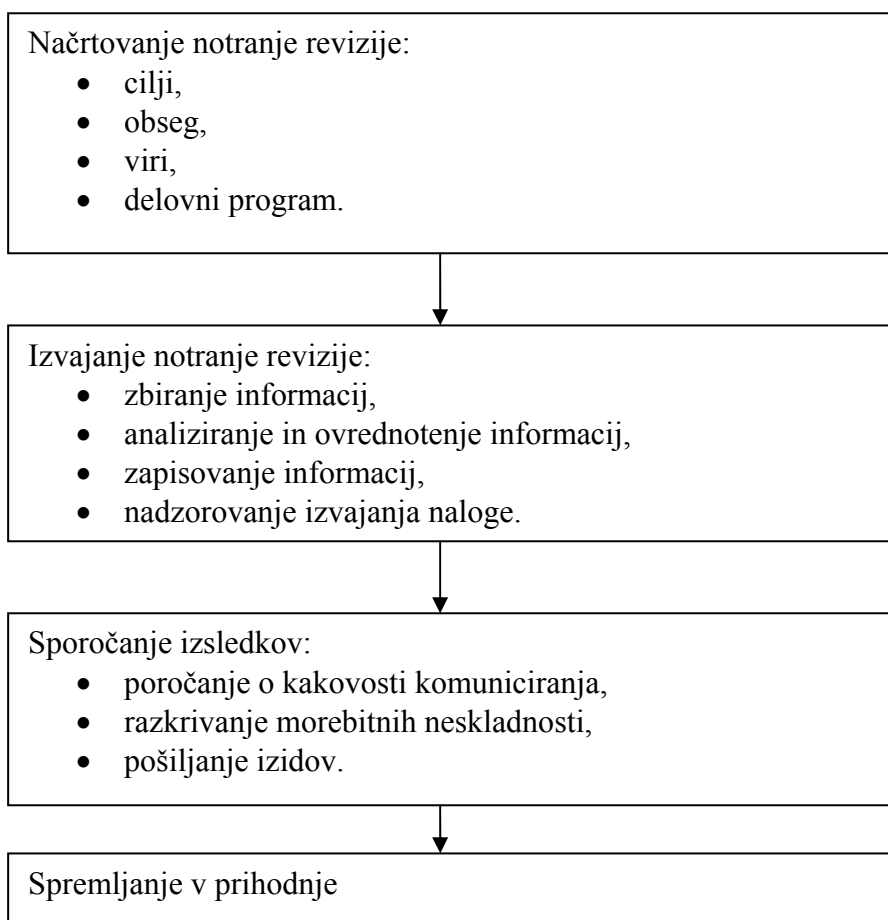 Načrtovanje notranje revizije:
• cilji,
• obseg,
• viri,
• delovni program.
Izvajanje notranje revizije:
• zbiranje informacij,
• analiziranje in ovrednotenje informacij,
• zapisovanje informacij,
• nadzorovanje izvajanja naloge.
Sporočanje izsledkov:
• poročanje o kakovosti komuniciranja,
• razkrivanje morebitnih neskladnosti,
• pošiljanje izidov.
Spremljanje v prihodnje